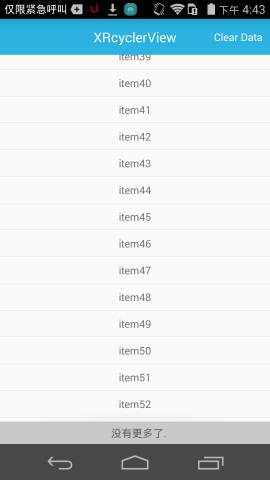 仅限紧急呼叫 下午 4:43
XRcyclerView Clear Data
item39
item40
item41
item42
item43
item44
item45
item46
item47
item48
item49
item50
item51
item52
没有更多了.